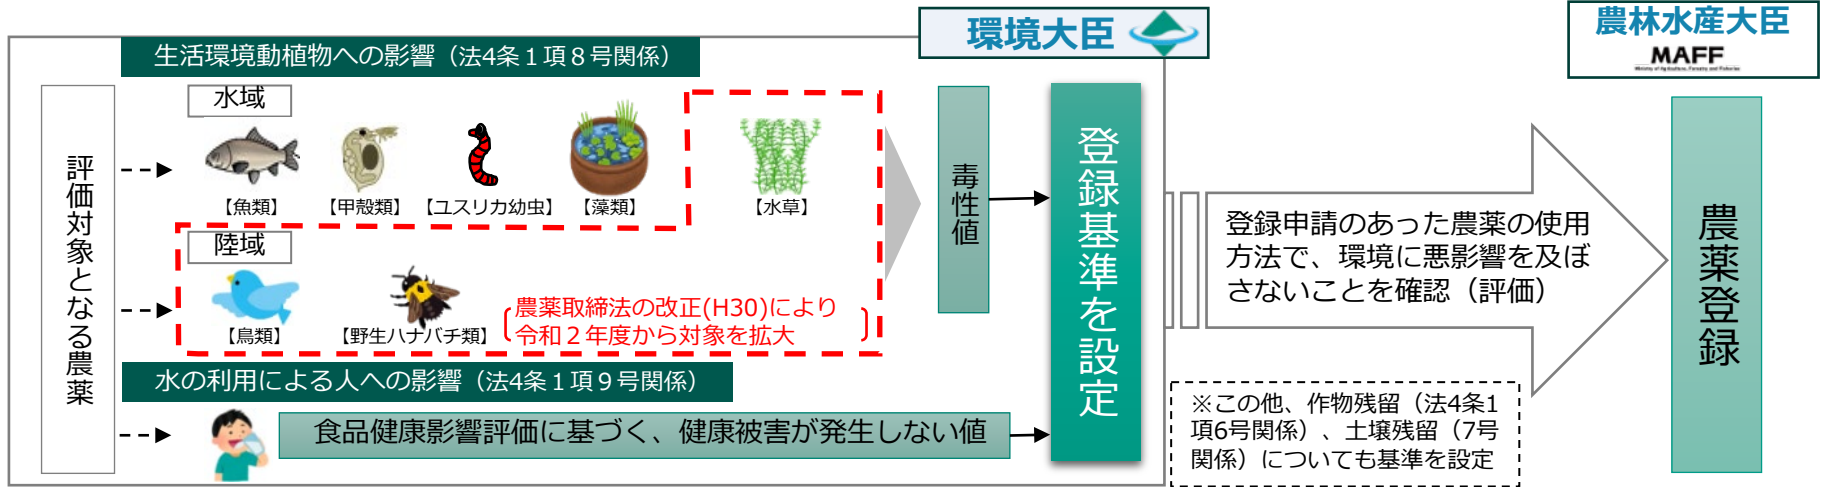 環境大臣
農林水産大臣
MAFF
Ministry of Agriculture, Forestry and Fisheries
生活環境動植物への影響（法4条１項８号関係）
評価対象となる農薬
水域
【魚類】
【甲殻類】
【ユスリカ幼虫】
【藻類】
【水草】
陸域
【鳥類】
【野生ハナバチ類】
農薬取締法の改正(H30)により
令和２年度から対象を拡大
毒性値
水の利用による人への影響（法4条１項９号関係）
食品健康影響評価に基づく、健康被害が発生しない値
登録基準を設定
登録申請のあった農薬の使用
方法で、環境に悪影響を及ぼ
さないことを確認（評価）
※この他、作物残留（法4条1
項6号関係）、土壌残留（7号
関係）についても基準を設定
農薬登録